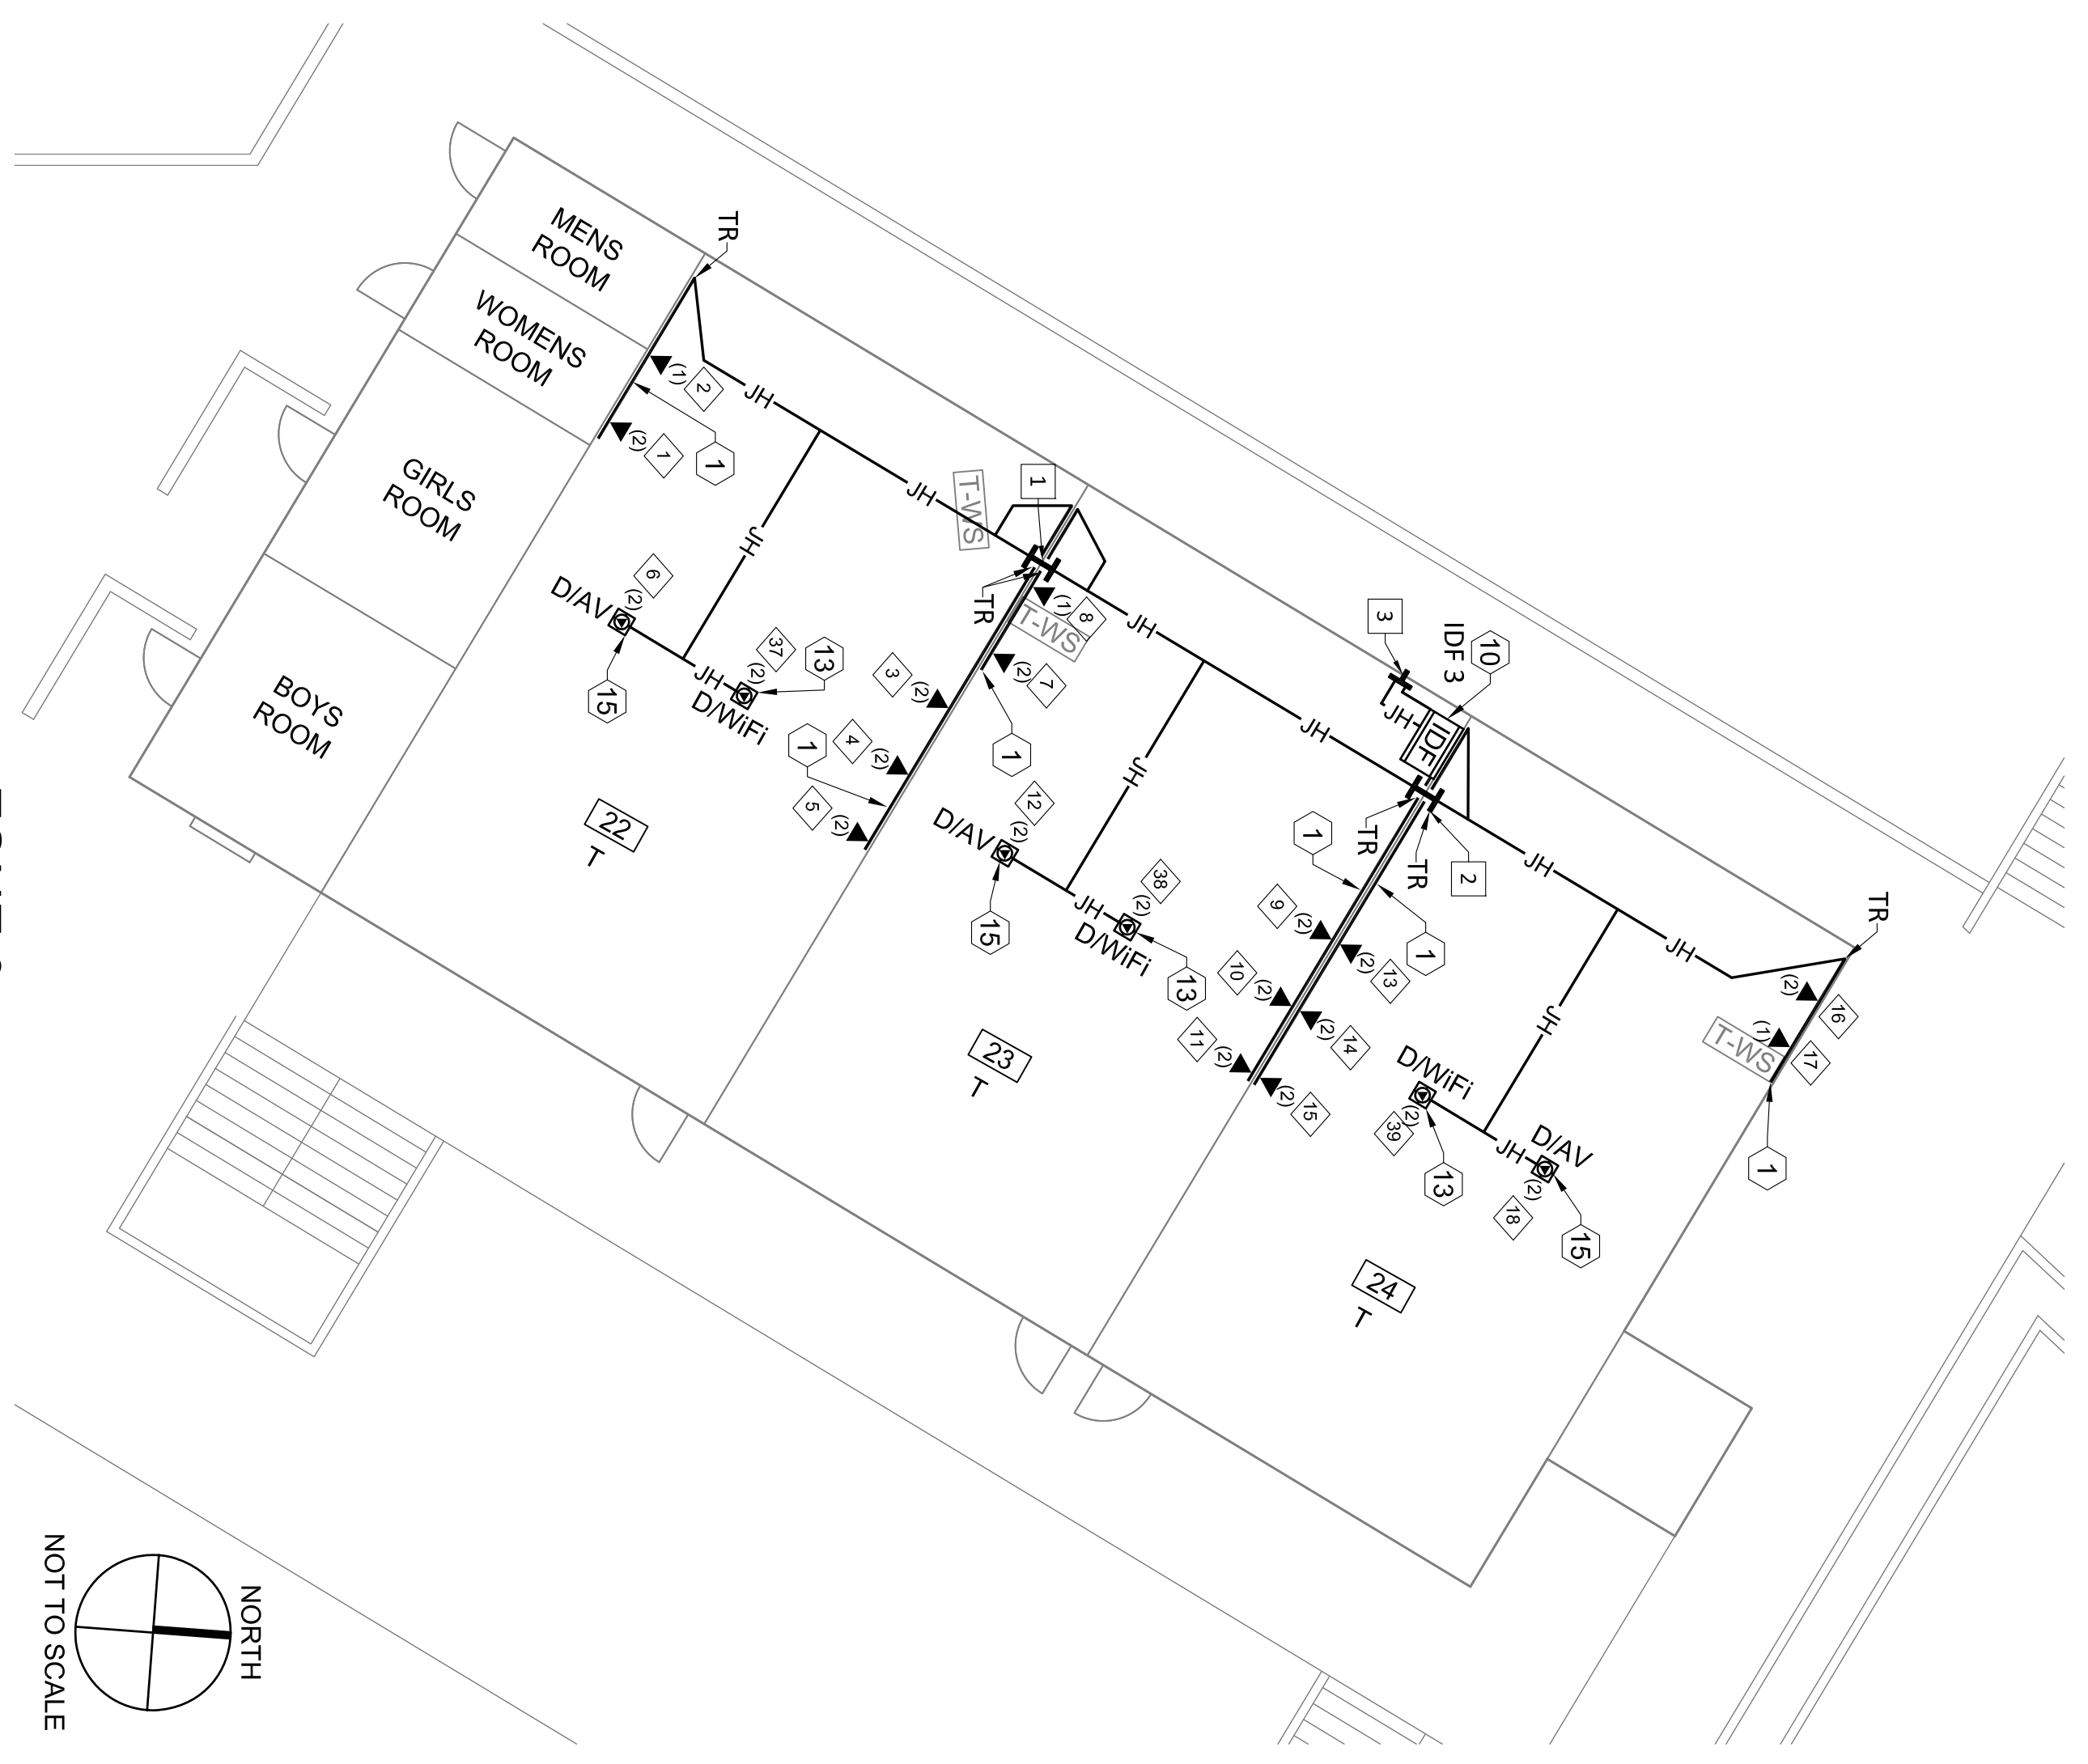 MENS
ROOM
WOMENS
ROOM
GIRLS
ROOM
BOYS
ROOM
TR
(1)
2
(2)
1
1
JH
JH
JH
T-WS
1
TR
D/AV
(2)
6
15
JH
37
(2)
13
D/WiFi
3
(2)
4
(2)
1
5
(2)
22
T
(1)
8
T-WS
(2)
7
1
JH
JH
JH
D/AV
(2)
12
15
JH
38
(2)
13
D/WiFi
9
(2)
10
(2)
11
(2)
1
23
T
3
IDF 3
10
JH
IDF
TR
TR
2
1
(2)
13
(2)
14
(2)
15
JH
JH
JH
TR
(2)
16
(1)
17
T-WS
1
D/WiFi
(2)
39
13
JH
D/AV
(2)
18
15
24
T
NORTH
NOT TO SCALE